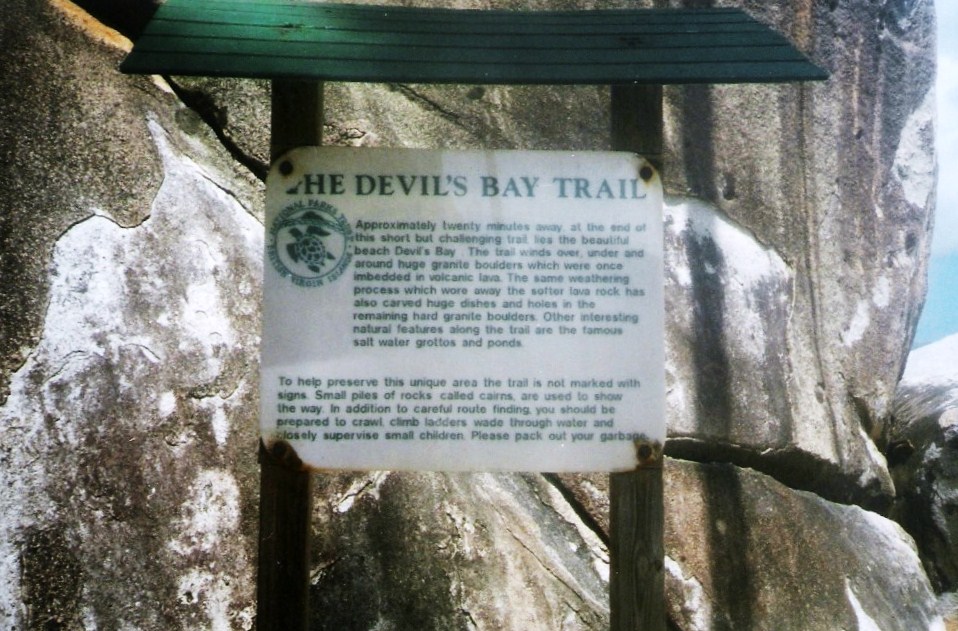 THE DEVIL'S BAY TRAIL
NATIONAL PARKS TRUST
BRITISH VIRGIN ISLANDS
Approximately twenty minutes away, at the end of
this short but challenging trail, lies the beautiful
beach Devil's Bay. The trail winds over, under and
around huge granite boulders which were once
imbedded in volcanic lava. The same weathering
process which wore away the softer lava rock has
also carved huge dishes and holes in the
remaining hard granite boulders. Other interesting
natural features along the trail are the famous
salt water grottos and ponds.
To help preserve this unique area the trail is not marked with
signs. Small piles of rocks called cairns, are used to show
the way. In addition to careful route finding, you should be
prepared to crawl, climb ladders wade through water and
closely supervise small children. Please pack out your garbage